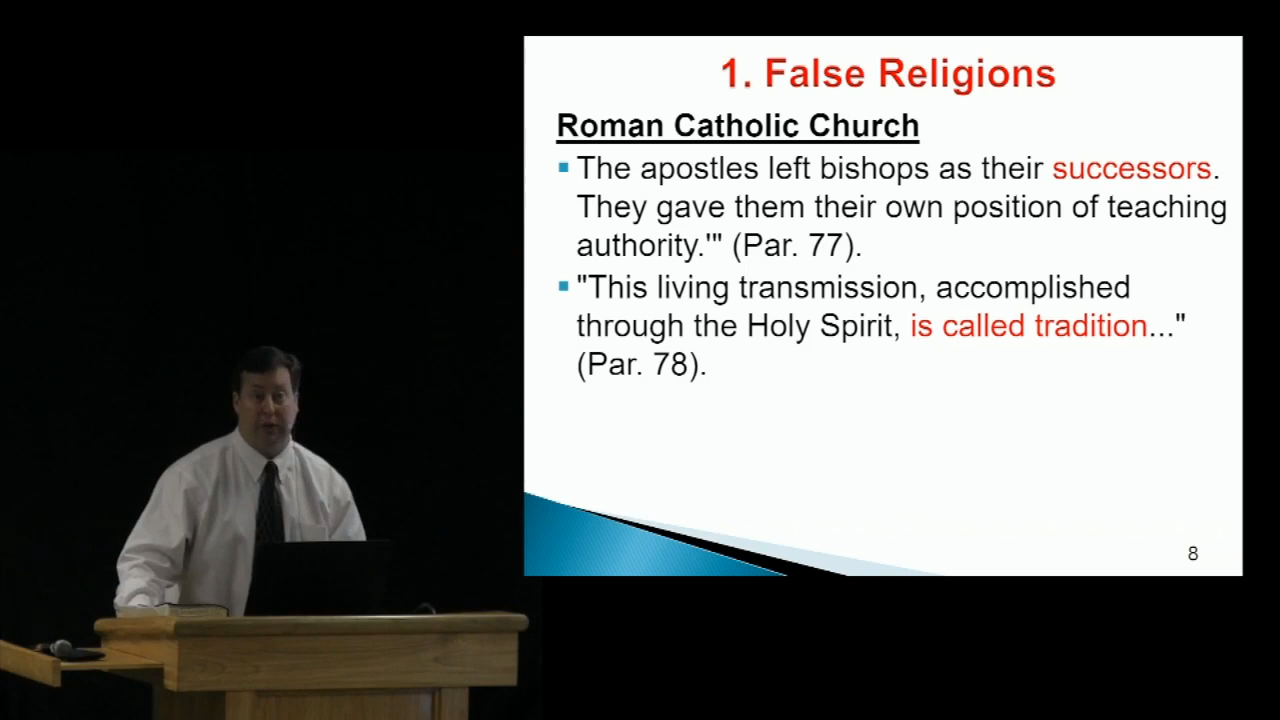 1. False Religions
Roman Catholic Church
▪ The apostles left bishops as their successors.
They gave them their own position of teaching
authority.'" (Par. 77).
▪ "This living transmission, accomplished
through the Holy Spirit, is called tradition..."
(Par. 78).
8